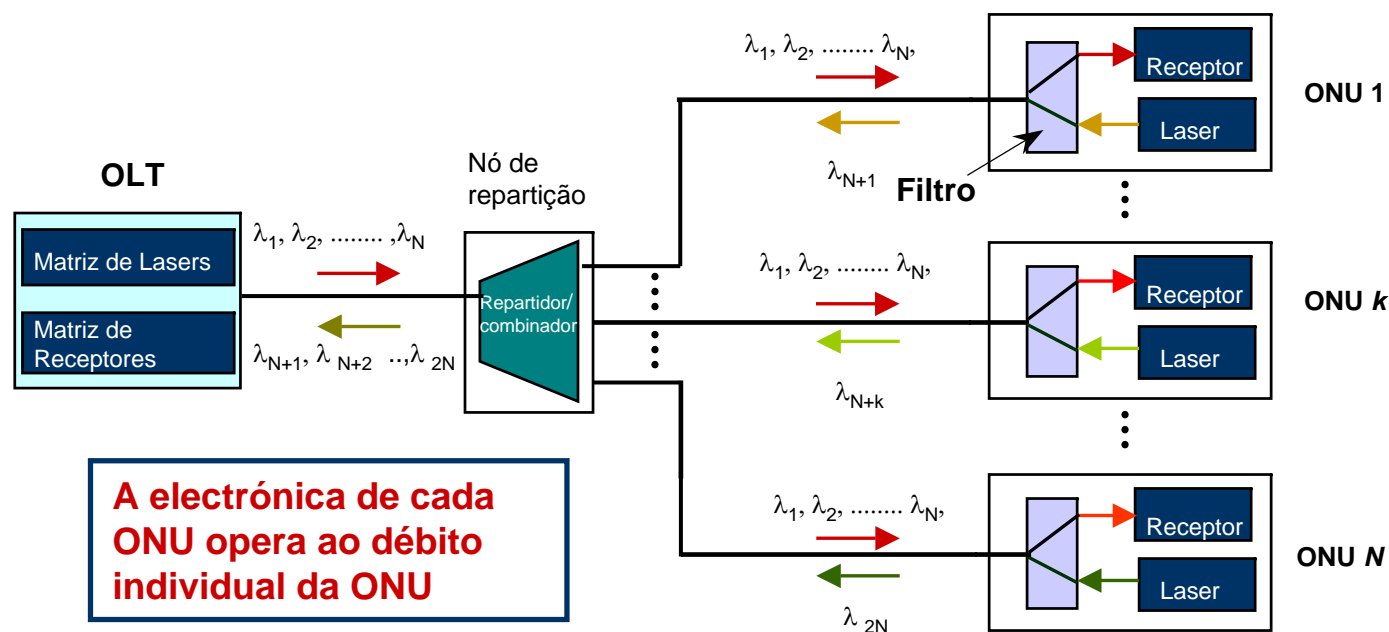 OLT
Matriz de Lasers
Matriz de
Receptores
λ1, λ2, ........ ,λN
λN+1, λ N+2 ..,λ 2N
Nó de
repartição
Repartidor/
combinador
λ1, λ2, ........ λN,
λN+1
Filtro
Receptor
Laser
ONU 1
λ1, λ2, ........ λN,
λN+k
Receptor
Laser
ONU k
λ1, λ2, ........ λN,
λ 2N
Receptor
Laser
ONU N
A electrónica de cada
ONU opera ao débito
individual da ONU